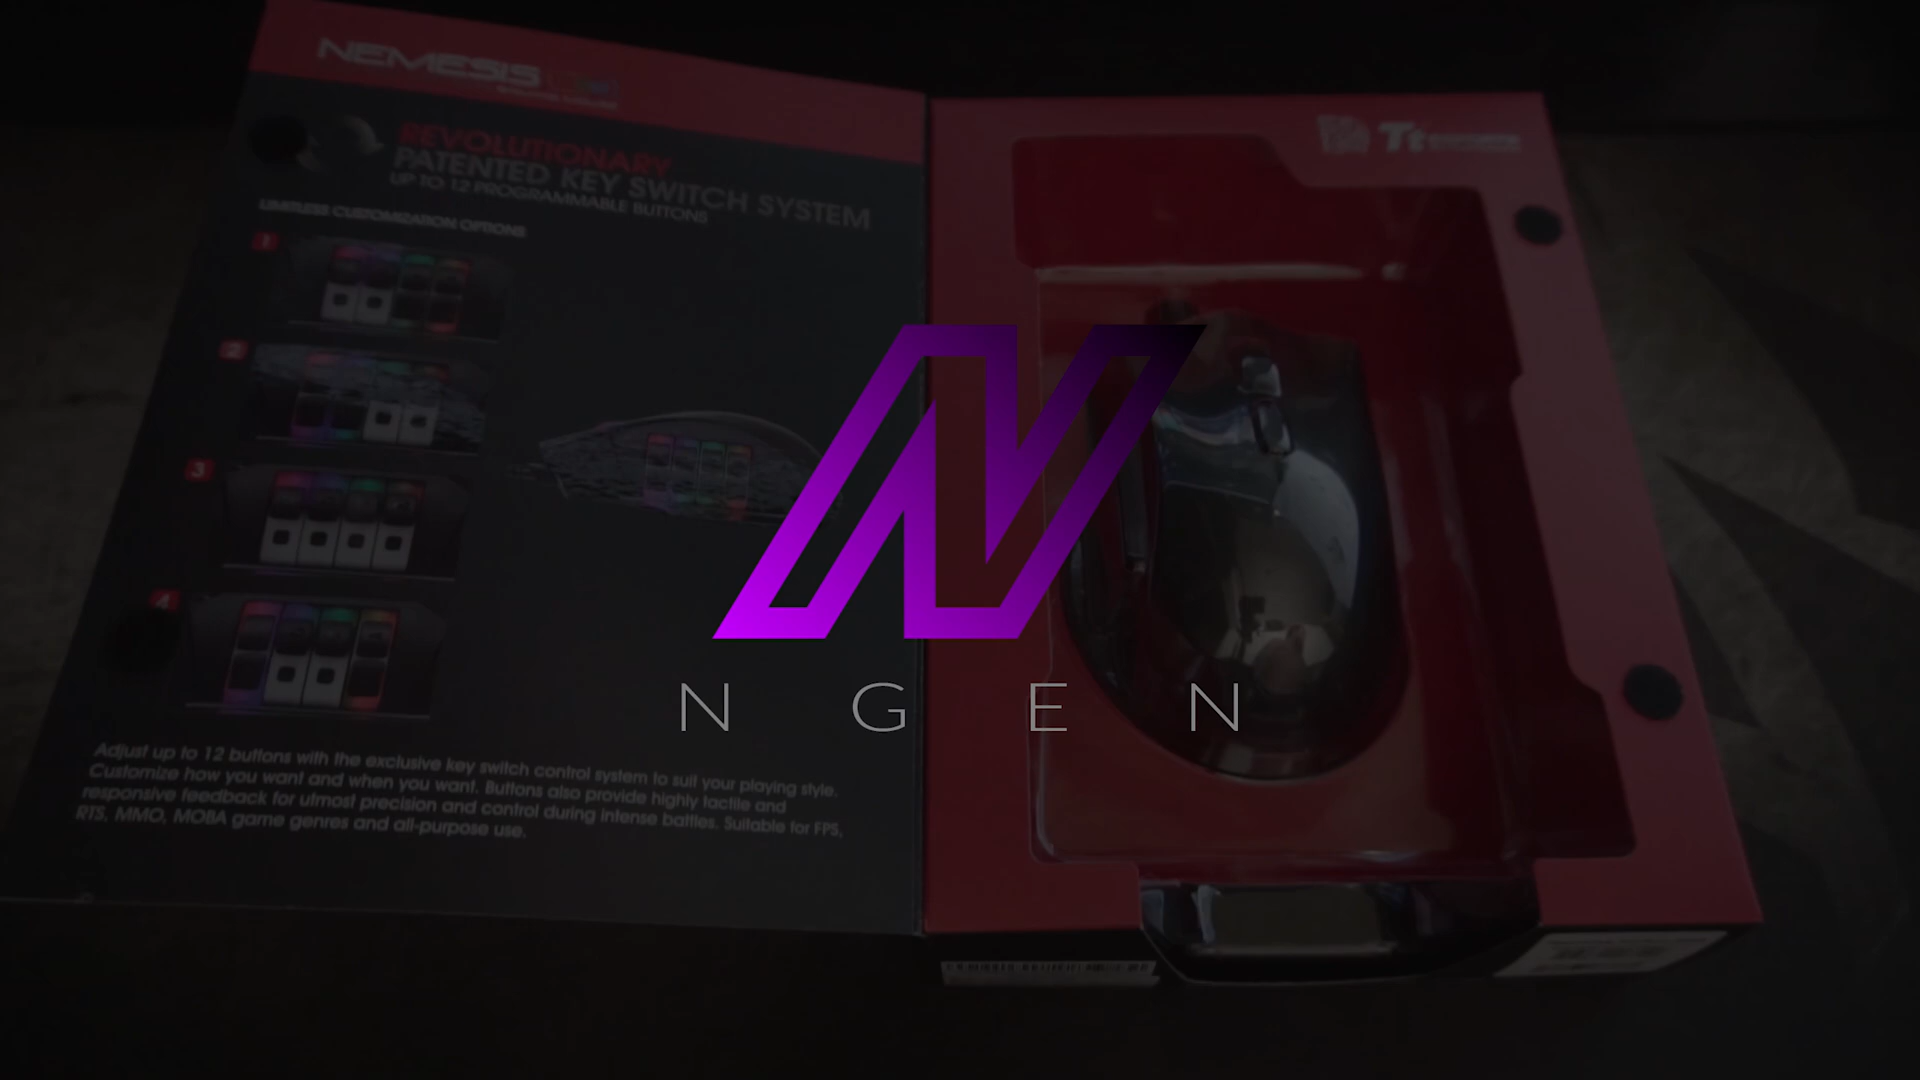 NEMESIS
REVOLUTIONARY
PATENTED KEY SWITCH SYSTEM
UP TO 12 PROGRAMMABLE BUTTONS
LIMITLESS CUSTOMIZATION OPTIONS
1
2
3
4
Adjust up to 12 buttons with the exclusive key switch control system to suit your playing style.
Customize how you want and when you want. Buttons also provide highly tactile and
responsive feedback for utmost precision and control during intense battles. Suitable for FPS,
RTS, MMO, MOBA game genres and all-purpose use.
Tt
N
NGEN